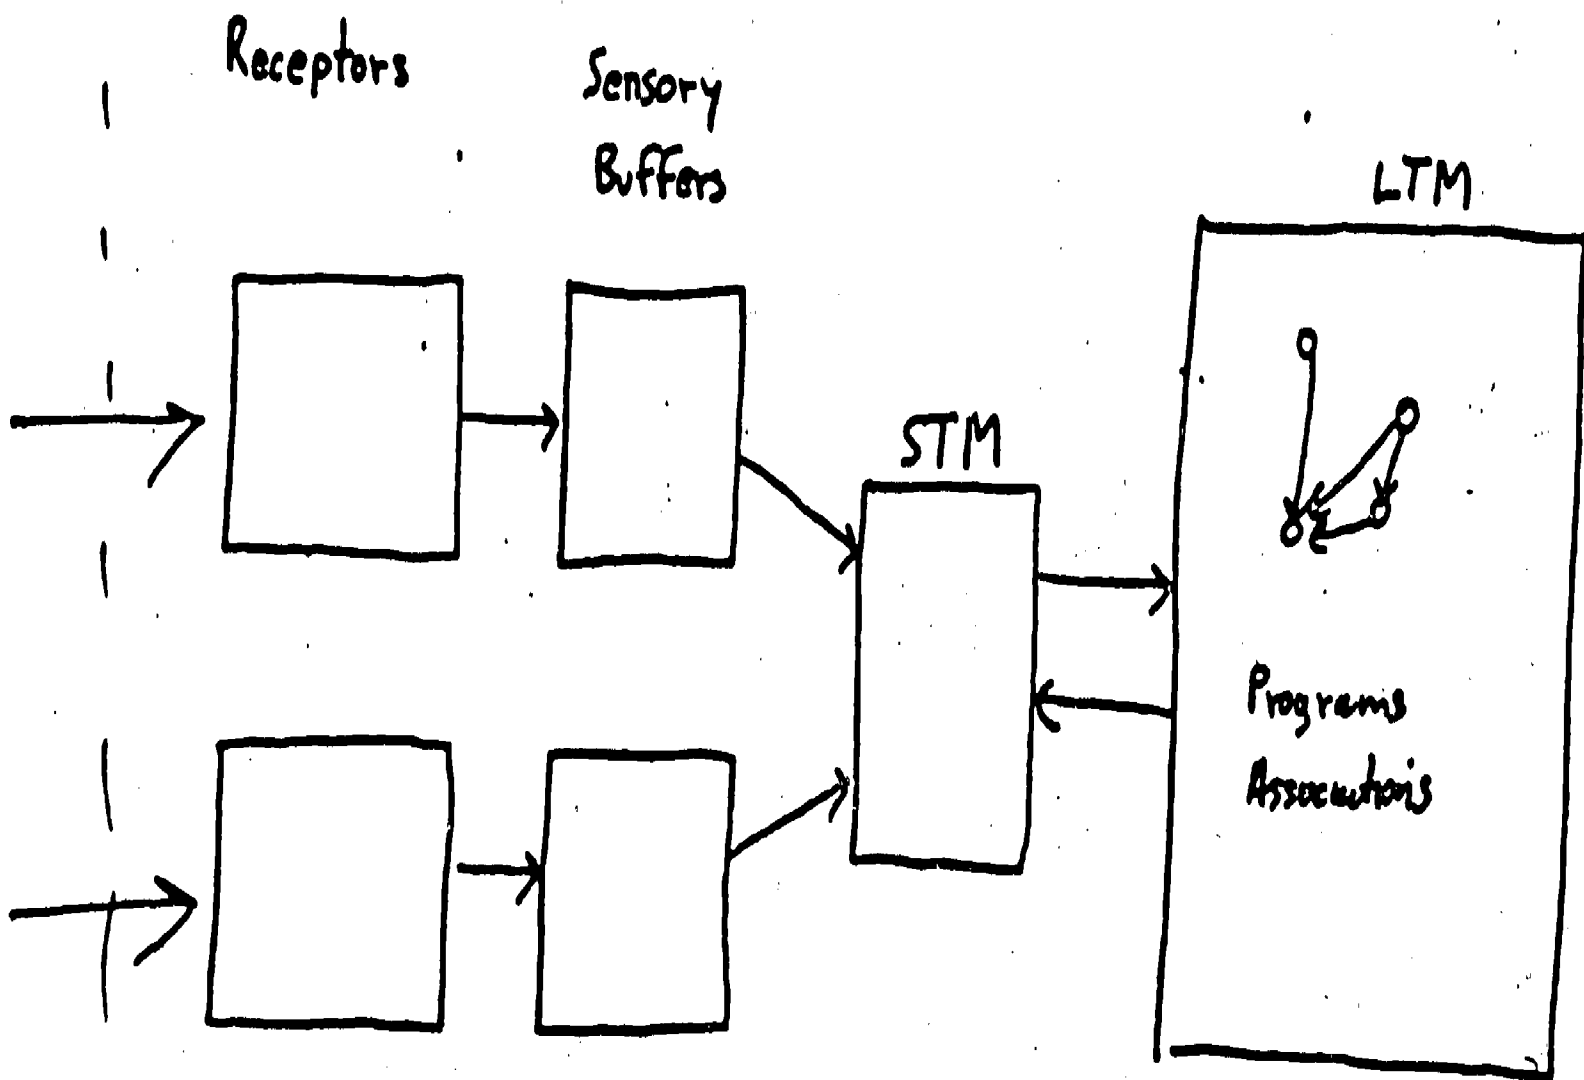 Receptors
Sensory
Buffers
LTM
STM
Programs
Associations